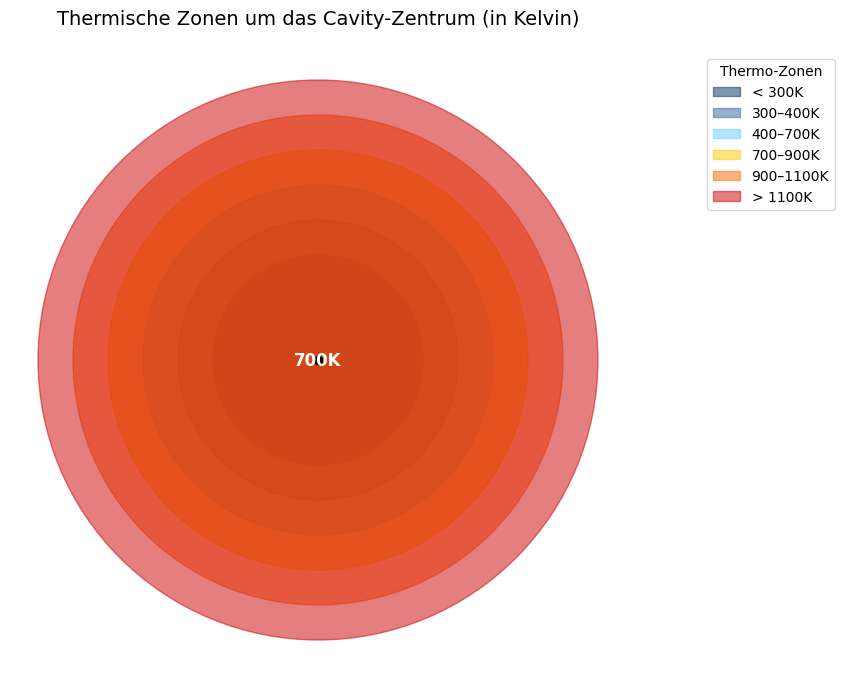 Thermische Zonen um das Cavity-Zentrum (in Kelvin)
Thermo-Zonen
< 300K
300–400K
400–700K
700–900K
900–1100K
> 1100K
700K